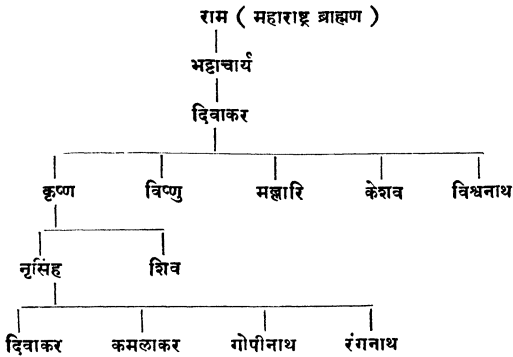 राम ( महाराष्ट्र ब्राह्मण )
भट्टाचार्य
दिवाकर
कृष्ण विष्णु मल्लारि केशव विश्वनाथ
नृसिंह शिव
दिवाकर कमलाकर गोपीनाथ रंगनाथ